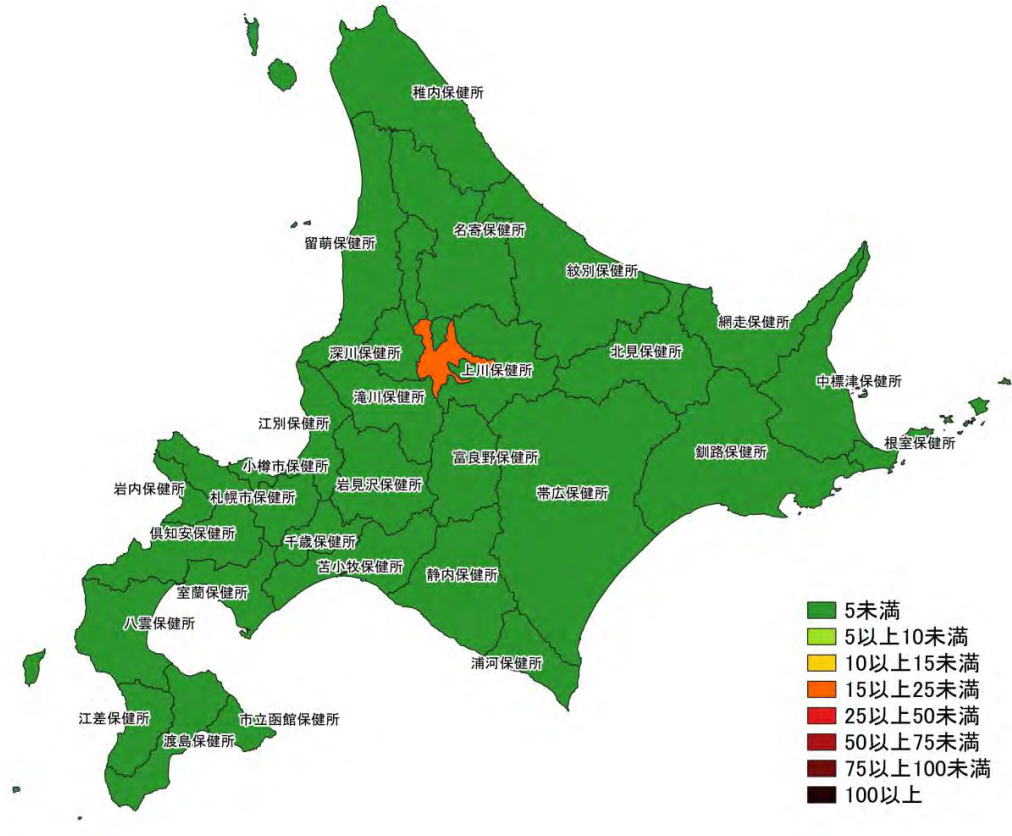 稚内保健所
名寄保健所
留萌保健所
紋別保健所
網走保健所
深川保健所
北見保健所
上川保健所
中標津保健所
滝川保健所
江別保健所
根室保健所
釧路保健所
富良野保健所
小樽市保健所
岩見沢保健所
岩内保健所
札幌市保健所
帯広保健所
倶知安保健所
千歳保健所
苫小牧保健所
静内保健所
室蘭保健所
八雲保健所
浦河保健所
江差保健所
市立函館保健所
渡島保健所
5未満
5以上10未満
10以上15未満
15以上25未満
25以上50未満
50以上75未満
75以上100未満
100以上